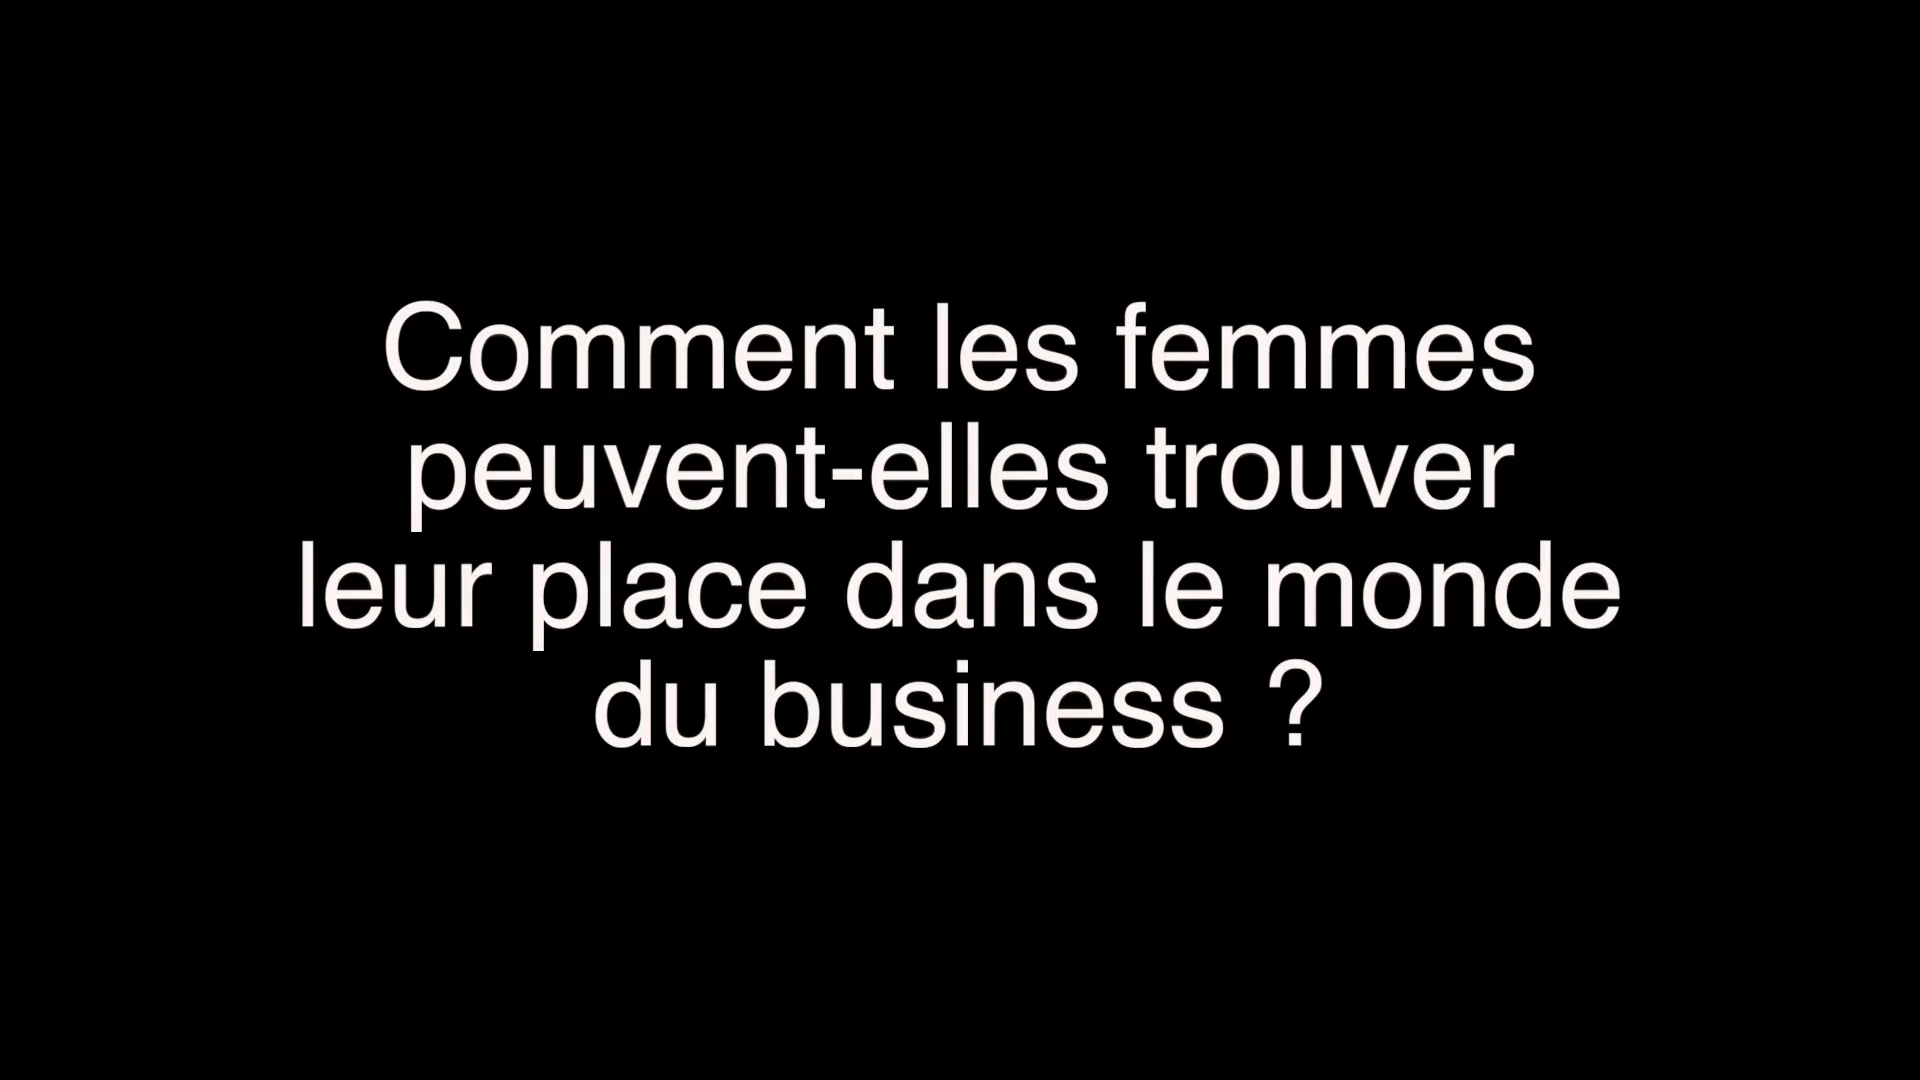 Comment les femmes
peuvent-elles trouver
leur place dans le monde
du business ?